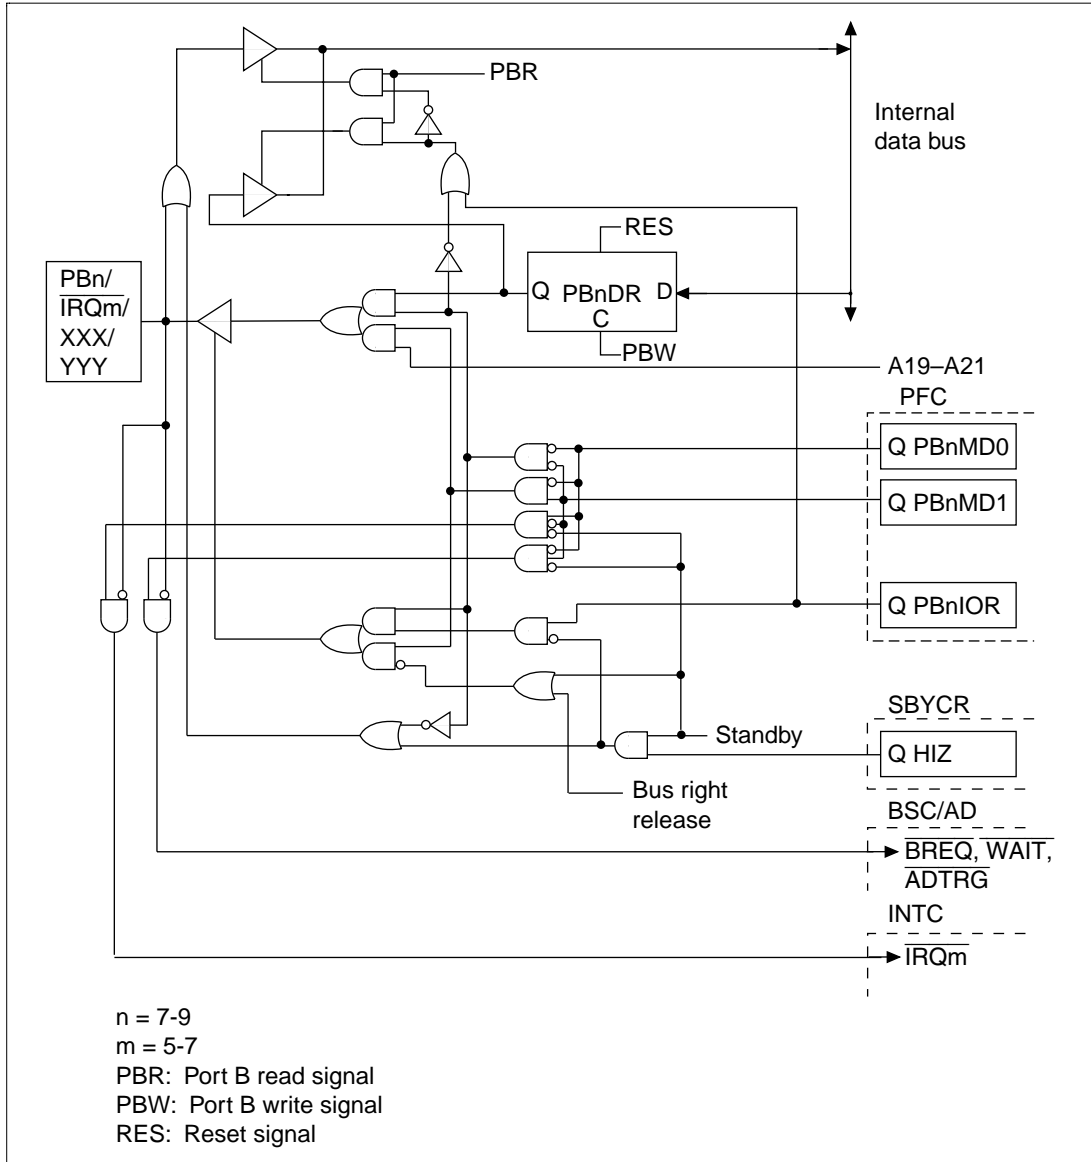 PBR
Internal
data bus
RES
PBn/
IRQm/
XXX/
YYY
Q PBnDR D
C
PBW
A19–A21
PFC
Q PBnMD0
Q PBnMD1
Q PBnIOR
SBYCR
Standby
Q HIZ
Bus right
release
BSC/AD
BREQ, WAIT,
ADTRG
INTC
IRQm
n = 7-9
m = 5-7
PBR: Port B read signal
PBW: Port B write signal
RES: Reset signal